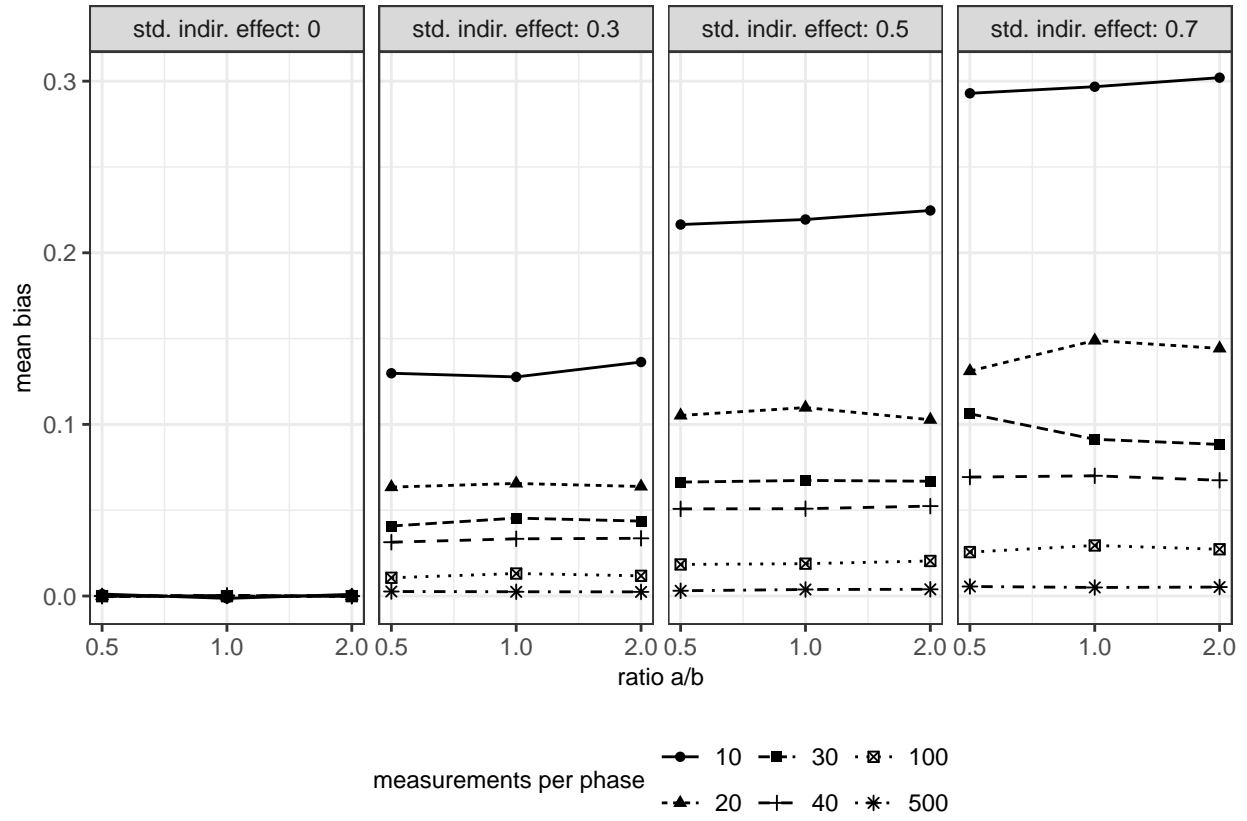 std. indir. effect: 0 std. indir. effect: 0.3 std. indir. effect: 0.5 std. indir. effect: 0.7
0.3
0.2
0.1
0.0
mean bias
0.5 1.0 2.0 0.5 1.0 2.0 0.5 1.0 2.0 0.5 1.0 2.0
ratio a/b
measurements per phase
10 30 100
20 40 500